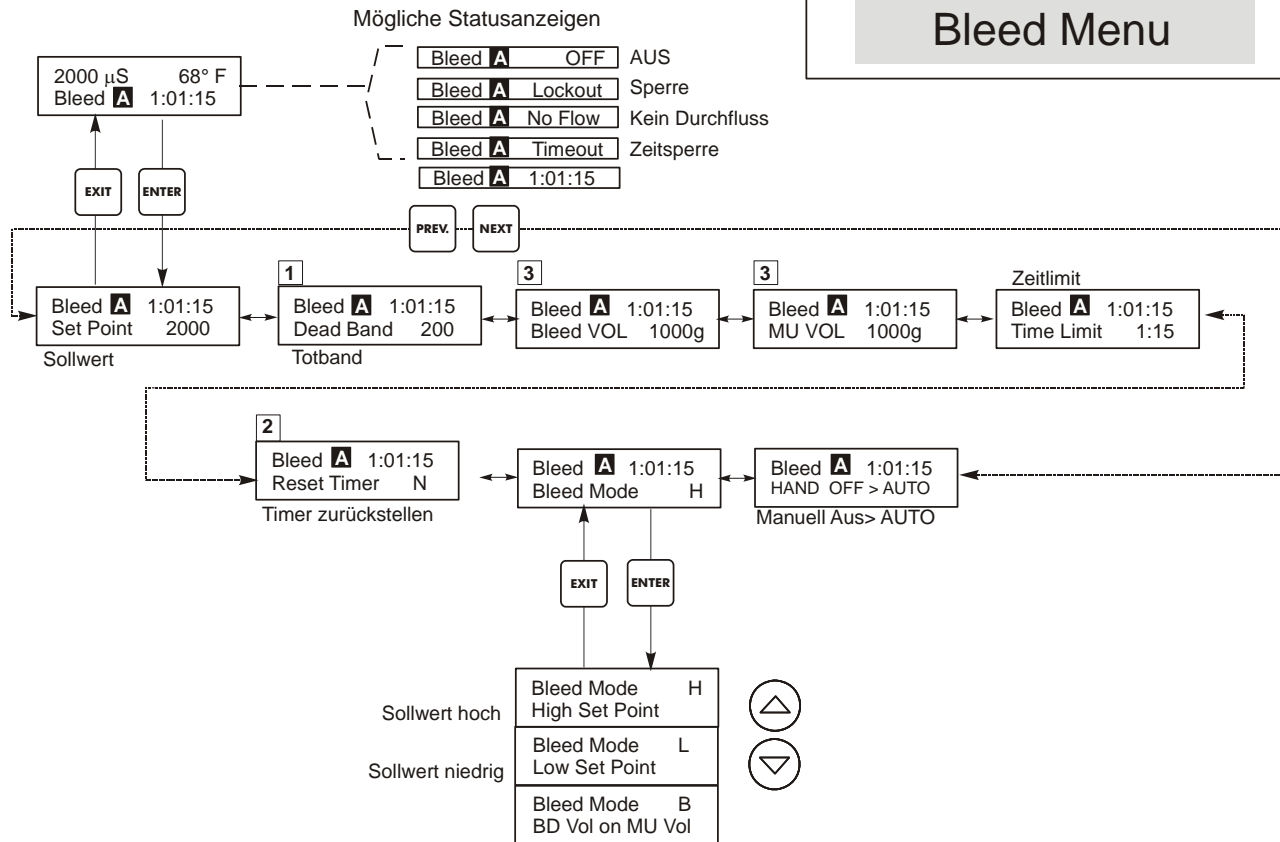 Bleed Menu
Mögliche Statusanzeigen
2000 µS 68° F
Bleed A 1:01:15
Bleed A OFF AUS
Bleed A Lockout Sperre
Bleed A No Flow Kein Durchfluss
Bleed A Timeout Zeitsperre
Bleed A 1:01:15
EXIT ENTER
PREV. NEXT
Bleed A 1:01:15
Set Point 2000
Sollwert
1
Bleed A 1:01:15
Dead Band 200
Totband
3
Bleed A 1:01:15
Bleed VOL 1000g
3
Bleed A 1:01:15
MU VOL 1000g
Zeitlimit
Bleed A 1:01:15
Time Limit 1:15
2
Bleed A 1:01:15
Reset Timer N
Timer zurückstellen
Bleed A 1:01:15
Bleed Mode H
Bleed A 1:01:15
HAND OFF > AUTO
Manuell Aus> AUTO
EXIT ENTER
Bleed Mode H
High Set Point
Sollwert hoch
Bleed Mode L
Low Set Point
Sollwert niedrig
Bleed Mode B
BD Vol on MU Vol